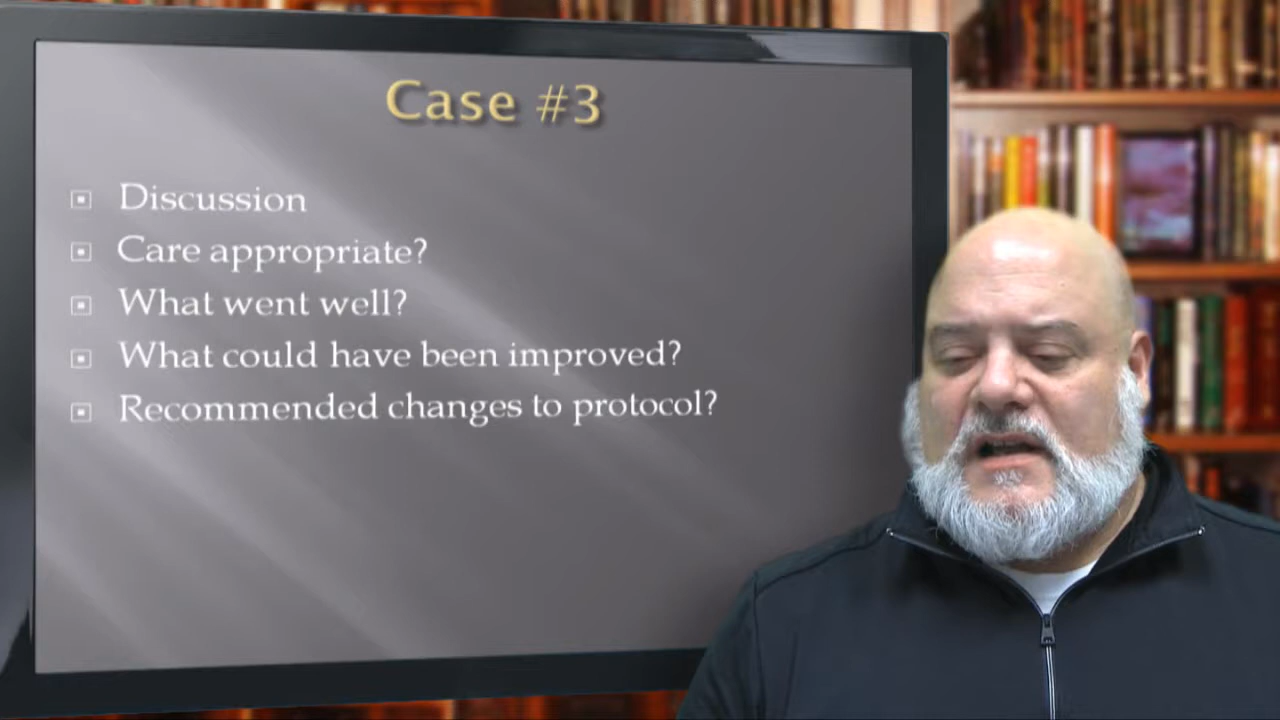 Case #3
Discussion
Care appropriate?
What went well?
What could have been improved?
Recommended changes to protocol?